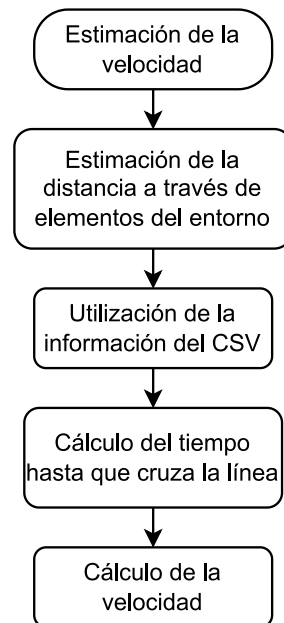 Estimación de la
velocidad
Estimación de la
distancia a través de
elementos del entorno
Utilización de la
información del CSV
Cálculo del tiempo
hasta que cruza la línea
Cálculo de la
velocidad